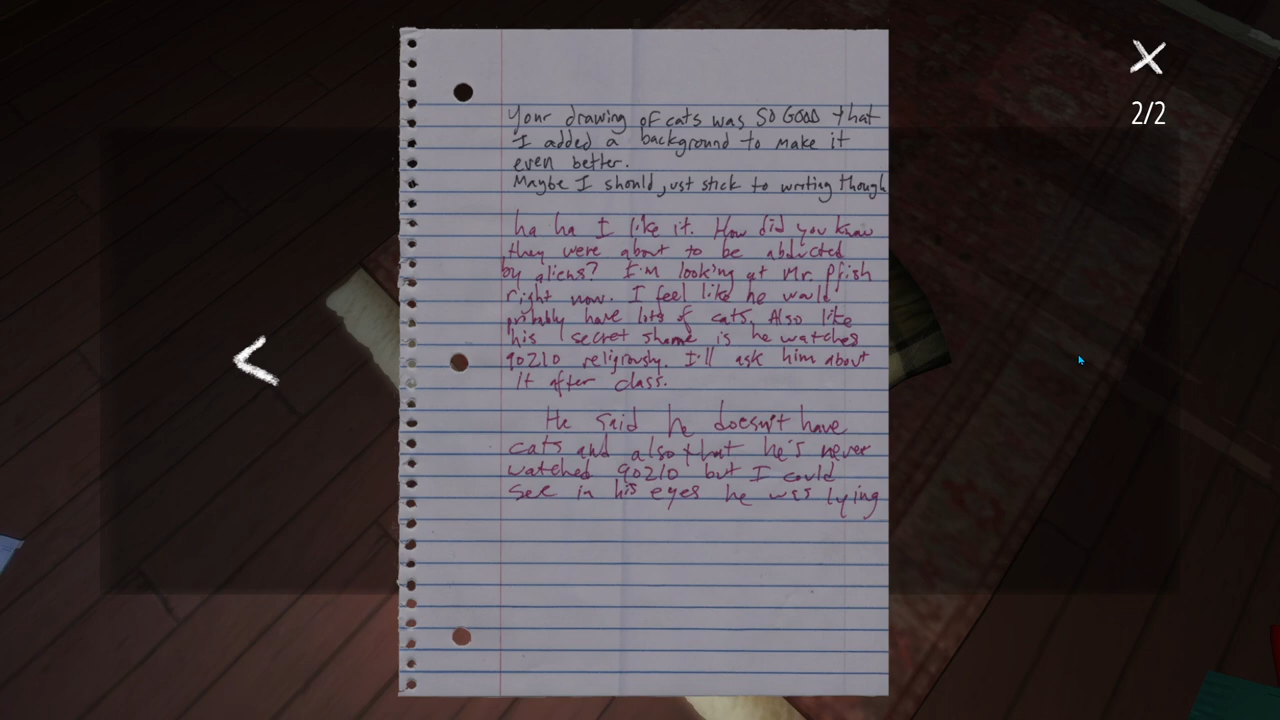 2/2
Your drawing of cats was SO GOOD that
I added a background to make it
even better.
Maybe I should just stick to writing though
ha ha I like it. How did you know
they were about to be abducted
by aliens? I'm looking at Mr. Pfish
right now. I feel like he would
probably have lots of cats. Also like
his secret shame is he watches
90210 religiously. I'll ask him about
it after class.
He said he doesn't have
cats and also that he's never
watched 90210 but I could
see in his eyes he was lying